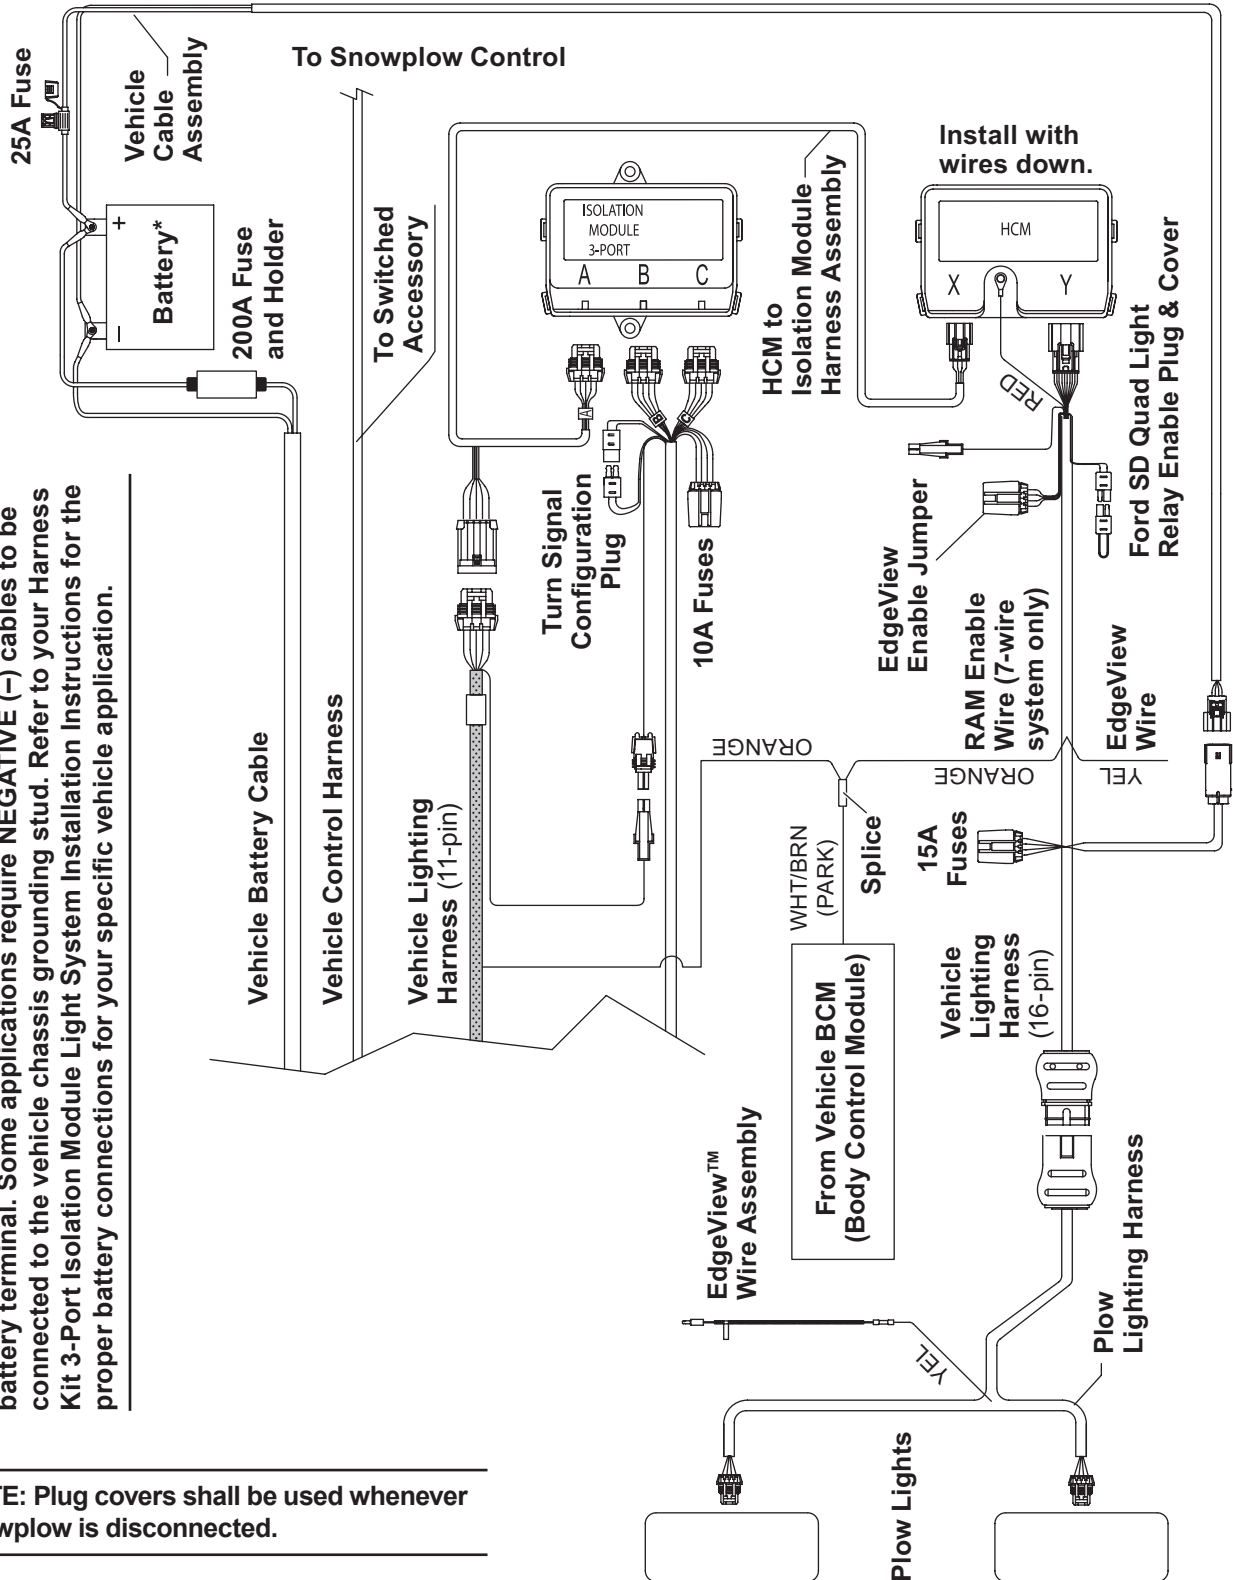 battery terminal. Some applications require NEGATIVE (–) cables to be
connected to the vehicle chassis grounding stud. Refer to your Harness
Kit 3-Port Isolation Module Light System Installation Instructions for the
proper battery connections for your specific vehicle application.
TE: Plug covers shall be used whenever
wplow is disconnected.
25A Fuse
Vehicle
Cable
Assembly
To Snowplow Control
+
–
Battery*
200A Fuse
and Holder
To Switched
Accessory
ISOLATION
MODULE
3-PORT
A B C
HCM to
Isolation Module
Harness Assembly
Install with
wires down.
HCM
X Y
RED
A
B
C
Turn Signal
Configuration
Plug
10A Fuses
EdgeView
Enable Jumper
Ford SD Quad Light
Relay Enable Plug & Cover
Vehicle Battery Cable
Vehicle Control Harness
Vehicle Lighting
Harness (11-pin)
ORANGE
RAM Enable
Wire (7-wire
system only)
ORANGE
YEL
EdgeView
Wire
WHT/BRN
(PARK)
Splice
15A
Fuses
From Vehicle BCM
(Body Control Module)
Vehicle
Lighting
Harness
(16-pin)
EdgeView™
Wire Assembly
YEL
Plow
Lighting Harness
Plow Lights